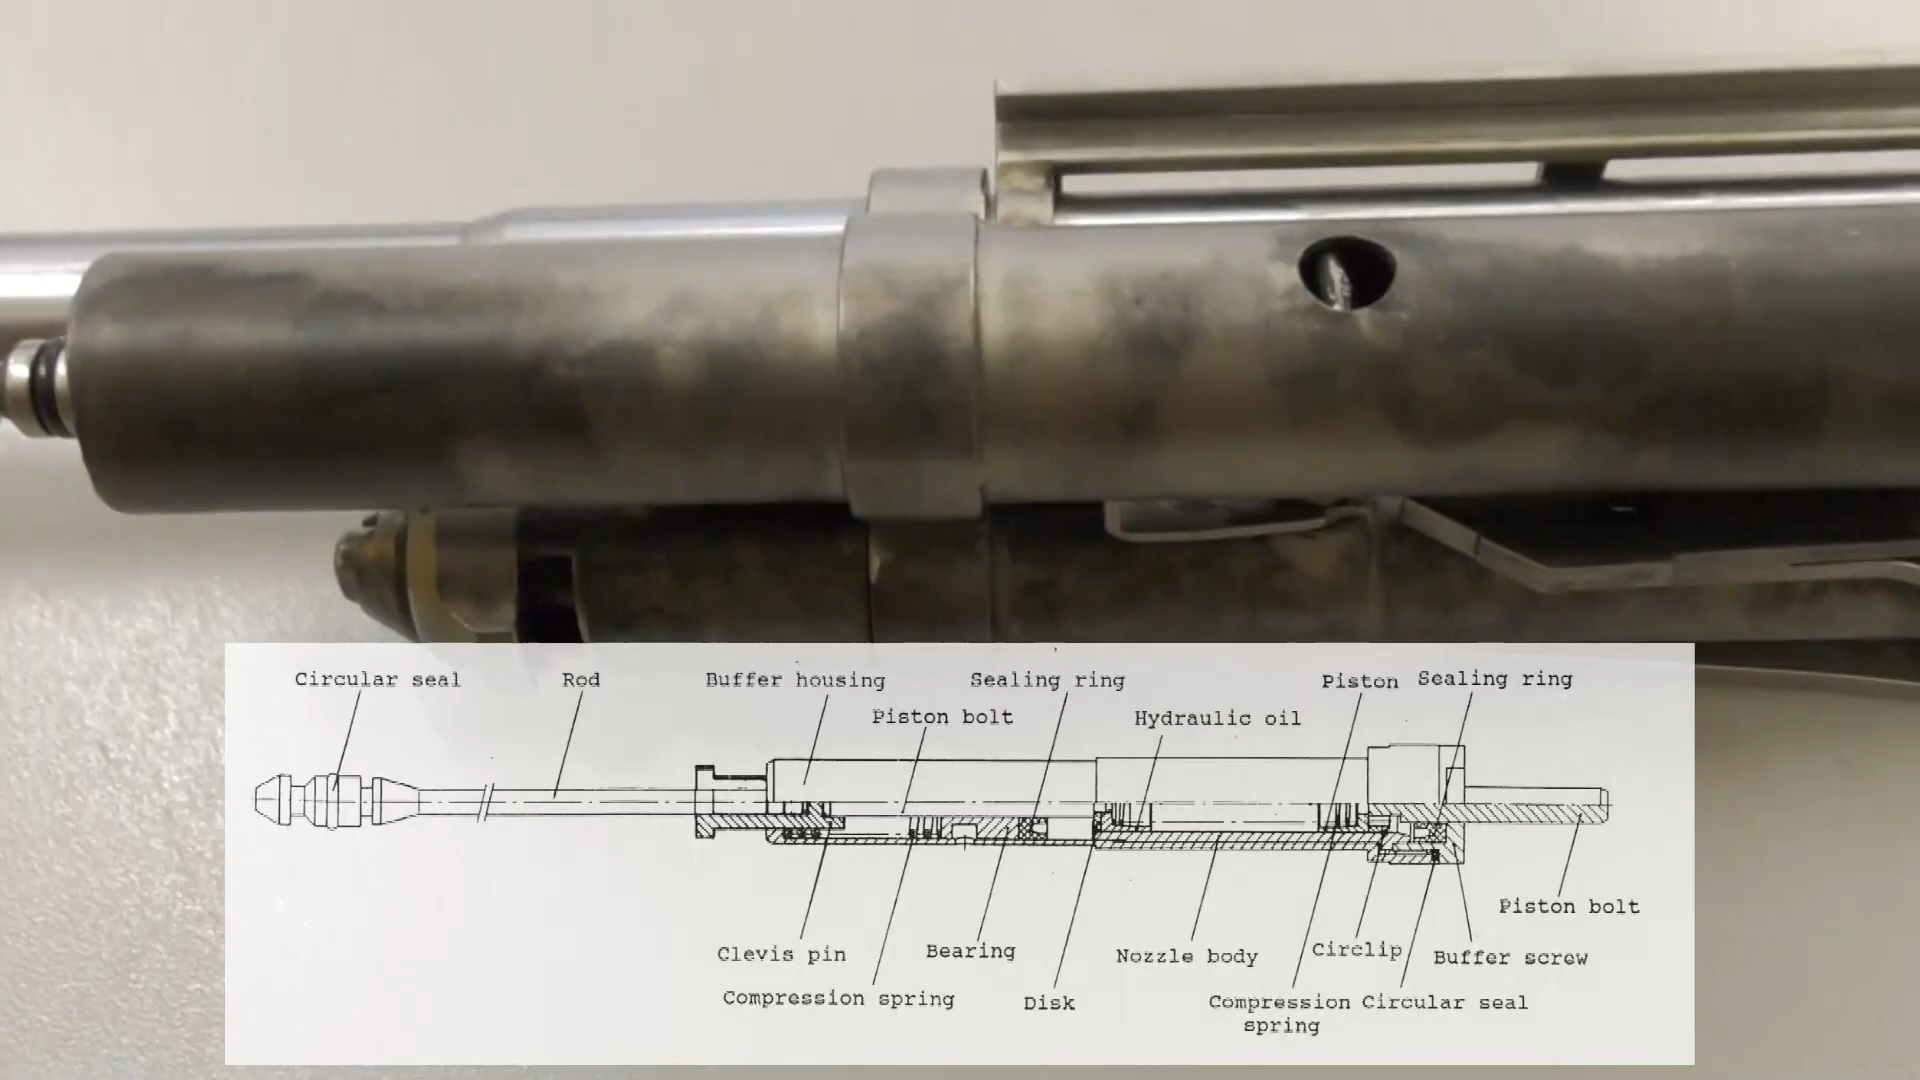 Circular seal
Rod
Buffer housing
Sealing ring
Piston
Sealing ring
Piston bolt
Hydraulic oil
Piston bolt
Clevis pin
Bearing
Nozzle body
Circlip
Buffer screw
Compression spring
Disk
Compression
spring
Circular seal